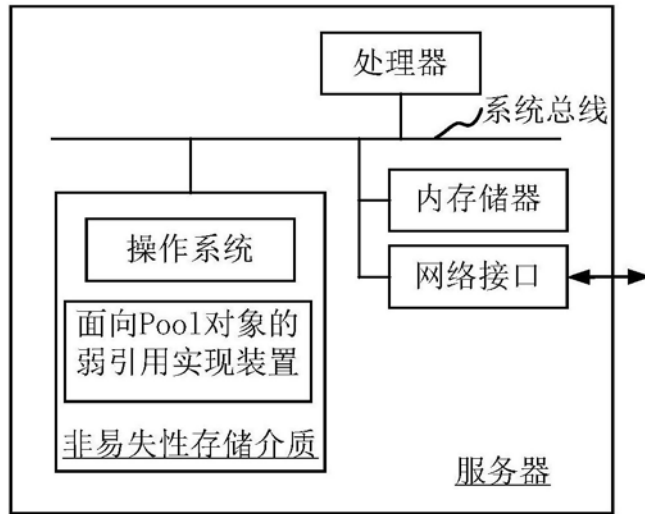 处理器
系统总线
内存储器
操作系统
网络接口
面向Pool对象的
弱引用实现装置
非易失性存储介质
服务器